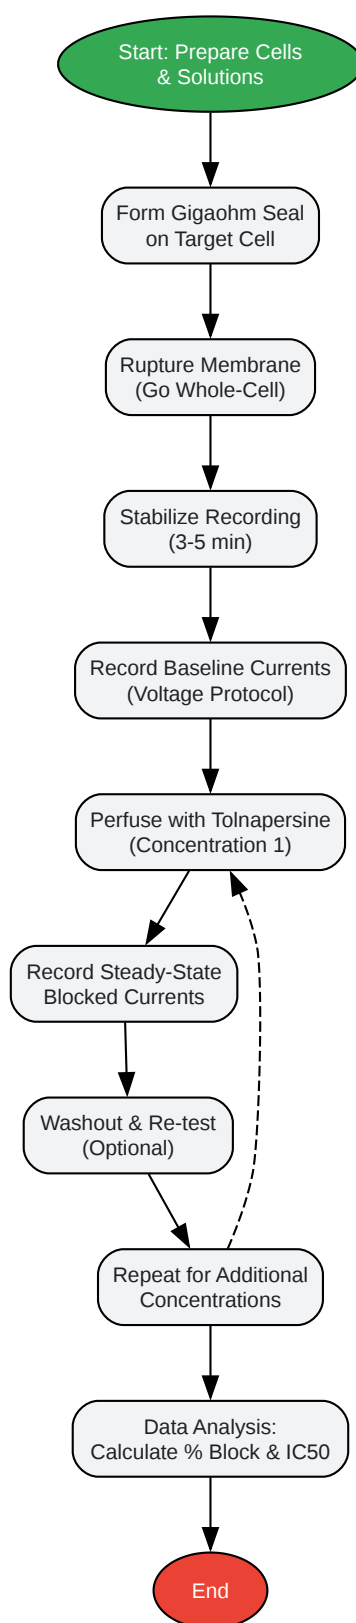 Start: Prepare Cells
& Solutions
Form Gigaohm Seal
on Target Cell
Rupture Membrane
(Go Whole-Cell)
Stabilize Recording
(3-5 min)
Record Baseline Currents
(Voltage Protocol)
Perfuse with Tolnapersine
(Concentration 1)
Record Steady-State
Blocked Currents
Washout & Re-test
(Optional)
Repeat for Additional
Concentrations
Data Analysis:
Calculate % Block & IC50
End